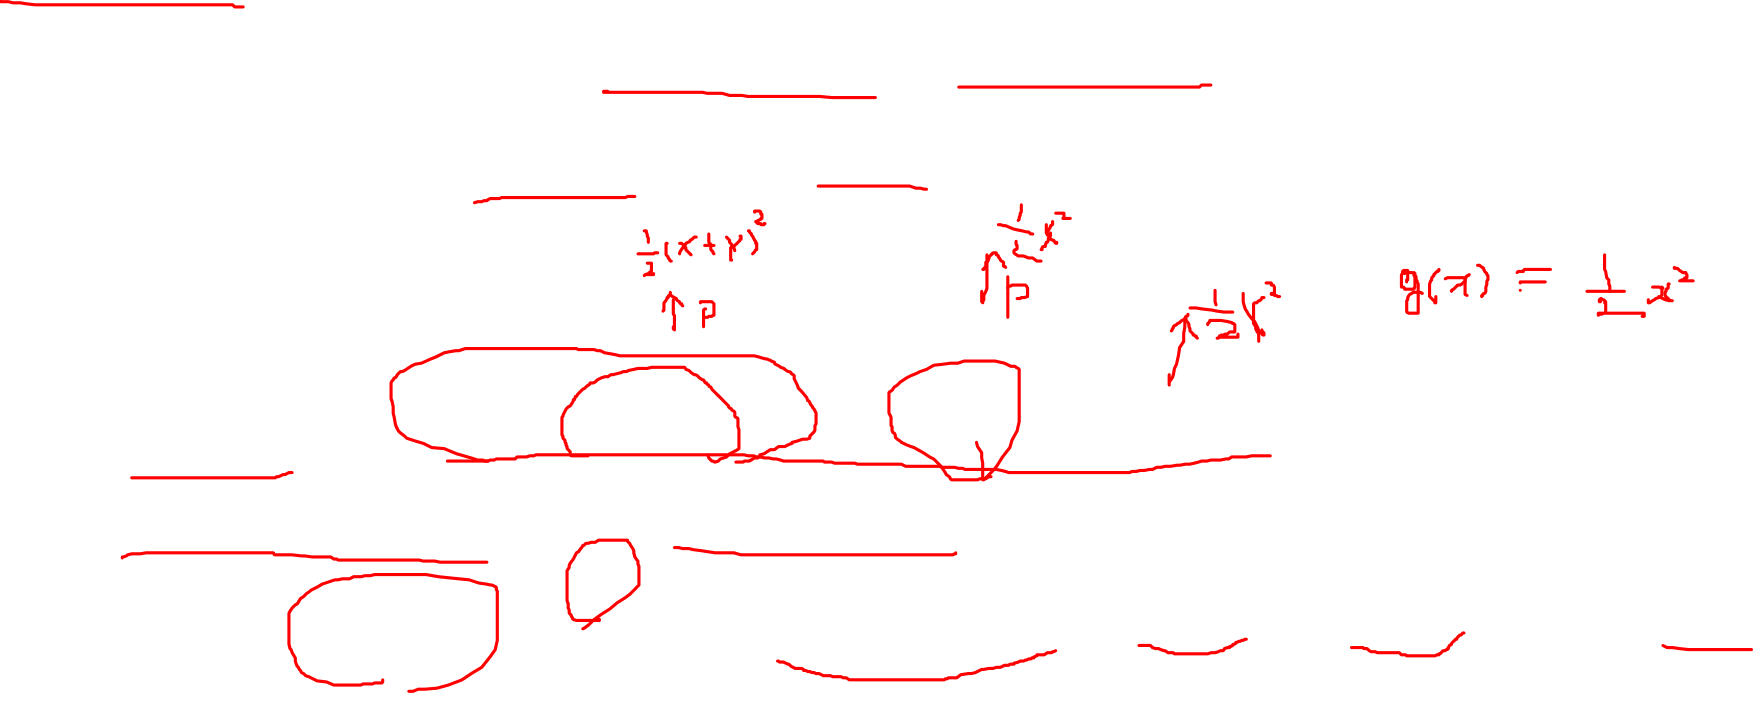 ½(x+y)²
↑ P
½x²
P
½y²
g(x) = ½x²